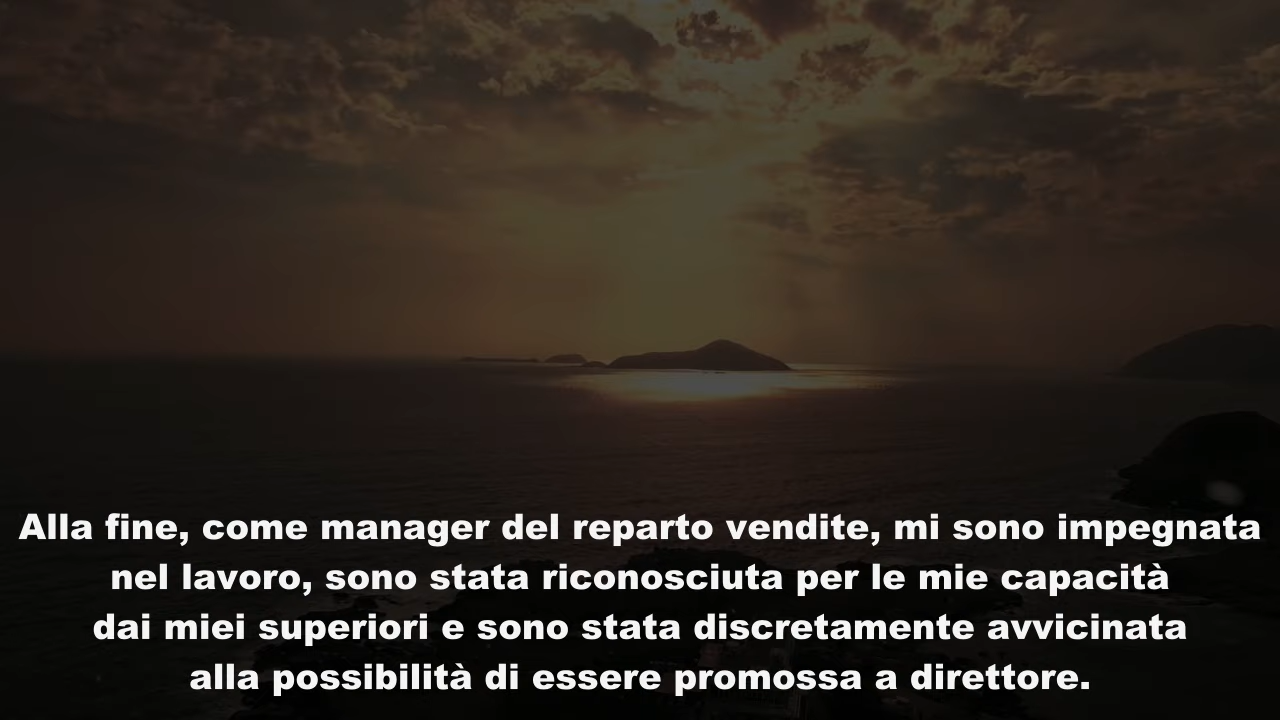 Alla fine, come manager del reparto vendite, mi sono impegnata
nel lavoro, sono stata riconosciuta per le mie capacità
dai miei superiori e sono stata discretamente avvicinata
alla possibilità di essere promossa a direttore.